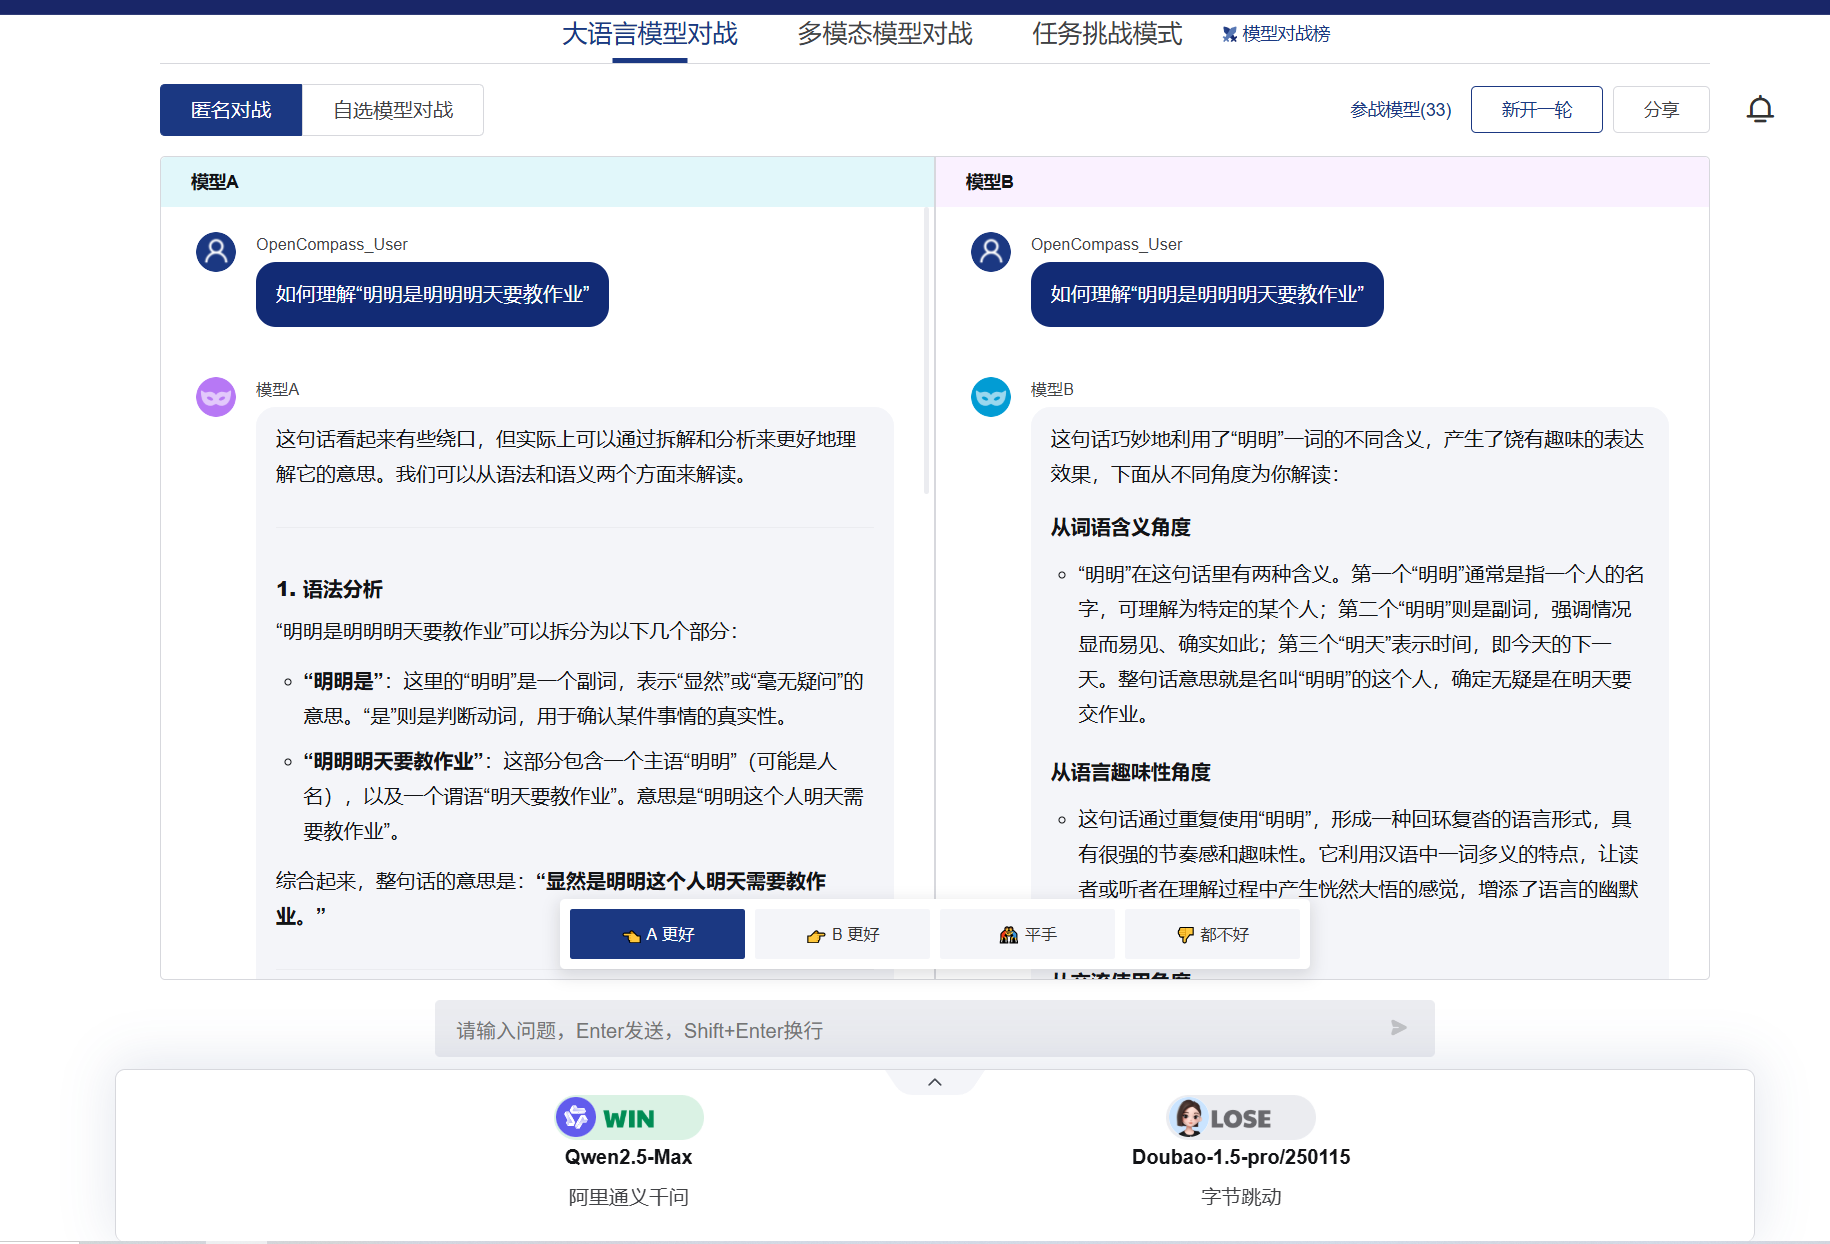 大语言模型对战
多模态模型对战
任务挑战模式
模型对战榜
匿名对战
自选模型对战
参战模型(33)
新开一轮
分享
模型A
OpenCompass_User
如何理解“明明是明明明天要教作业”
模型A
这句话看起来有些绕口，但实际上可以通过拆解和分析来更好地理
解它的意思。我们可以从语法和语义两个方面来解读。
1. 语法分析
“明明是明明明天要教作业”可以拆分为以下几个部分：
“明明是”：这里的“明明”是一个副词，表示“显然”或“毫无疑问”的
意思。“是”则是判断动词，用于确认某件事情的真实性。
“明明明天要教作业”：这部分包含一个主语“明明”（可能是人
名），以及一个谓语“明天要教作业”。意思是“明明这个人明天需
要教作业”。
综合起来，整句话的意思是：“显然是明明这个人明天需要教作
业。”
模型B
OpenCompass_User
如何理解“明明是明明明天要教作业”
模型B
这句话巧妙地利用了“明明”一词的不同含义，产生了饶有趣味的表达
效果，下面从不同角度为你解读：
从词语含义角度
“明明”在这句话里有两种含义。第一个“明明”通常是指一个人的名
字，可理解为特定的某个人；第二个“明明”则是副词，强调情况
显而易见、确实如此；第三个“明天”表示时间，即今天的下一
天。整句话意思就是名叫“明明”的这个人，确定无疑是在明天要
交作业。
从语言趣味性角度
这句话通过重复使用“明明”，形成一种回环复沓的语言形式，具
有很强的节奏感和趣味性。它利用汉语中一词多义的特点，让读
者或听者在理解过程中产生恍然大悟的感觉，增添了语言的幽默
A 更好
B 更好
平手
都不好
请输入问题，Enter发送，Shift+Enter换行
WIN
Qwen2.5-Max
阿里通义千问
LOSE
Doubao-1.5-pro/250115
字节跳动